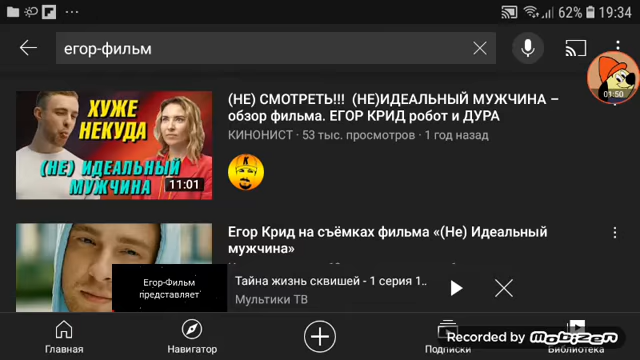 62% 19:34
егор-фильм
01:50
ХУЖЕ
НЕКУДА
(НЕ) ИДЕАЛЬНЫЙ
МУЖЧИНА
11:01
(НЕ) СМОТРЕТЬ!!! (НЕ)ИДЕАЛЬНЫЙ МУЖЧИНА –
обзор фильма. ЕГОР КРИД робот и ДУРА
КИНОНИСТ · 53 тыс. просмотров · 1 год назад
К
Егор Крид на съёмках фильма «(Не) Идеальный
мужчина»
Егор-Фильм
представляет
Тайна жизнь сквишей - 1 серия 1..
Мультики ТВ
Главная
Навигатор
Подписки
Библиотека
Recorded by Mobizen